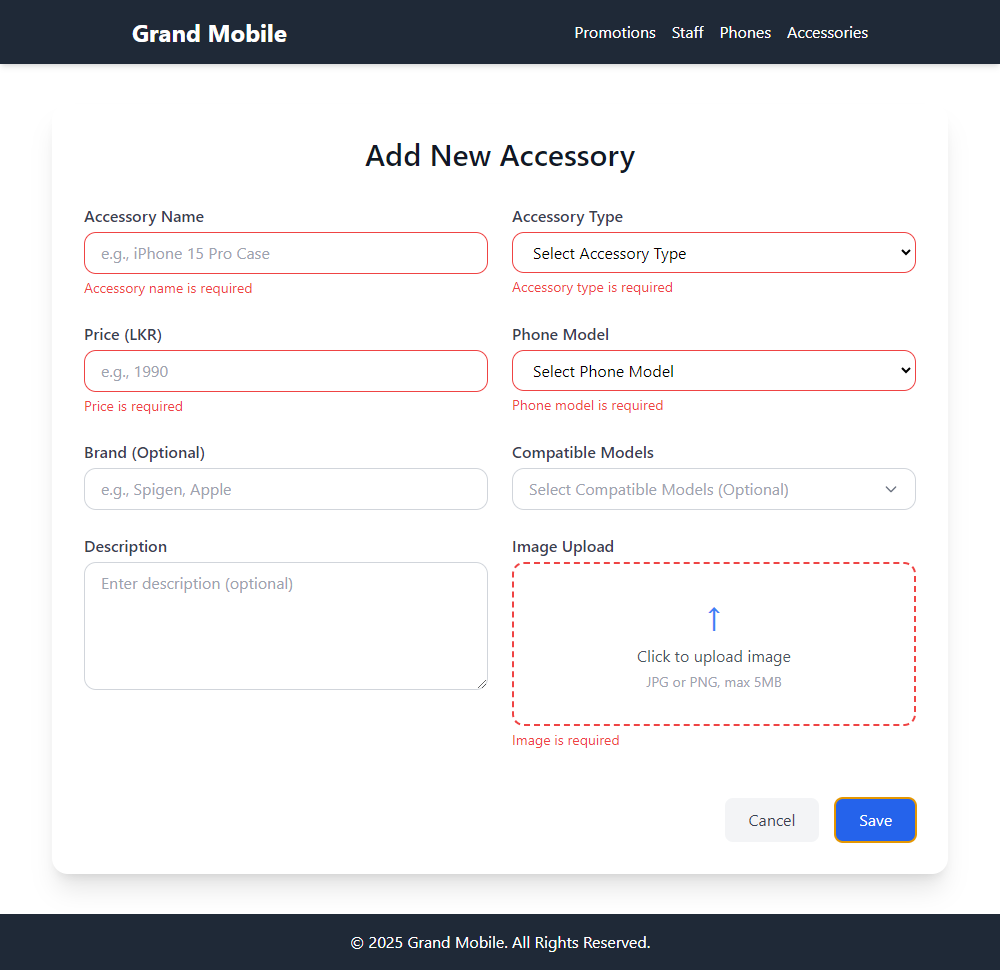 Grand Mobile
Promotions Staff Phones Accessories
Add New Accessory
Accessory Name
e.g., iPhone 15 Pro Case
Accessory name is required
Accessory Type
Select Accessory Type
Accessory type is required
Price (LKR)
e.g., 1990
Price is required
Phone Model
Select Phone Model
Phone model is required
Brand (Optional)
e.g., Spigen, Apple
Compatible Models
Select Compatible Models (Optional)
Description
Enter description (optional)
Image Upload
↑
Click to upload image
JPG or PNG, max 5MB
Image is required
Cancel Save
© 2025 Grand Mobile. All Rights Reserved.